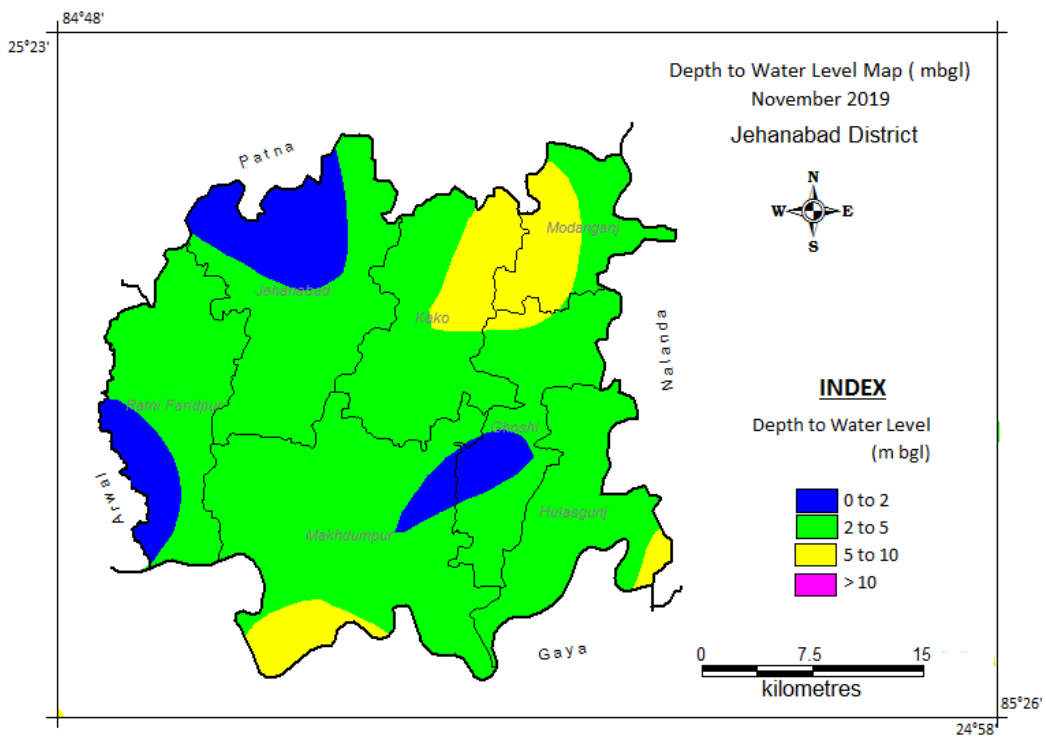 84°48'
25°23'
Depth to Water Level Map ( mbgl)
November 2019
Jehanabad District
Patna
N
W E
S
Modanganj
Jehanabad
Kako
Nalanda
INDEX
Depth to Water Level
(m bgl)
Ratni Faridpur
Ghoshi
Arwal
0 to 2
Hulasgunj
2 to 5
Makhdumpur
5 to 10
> 10
Gaya
0 7.5 15
kilometres
85°26'
24°58'